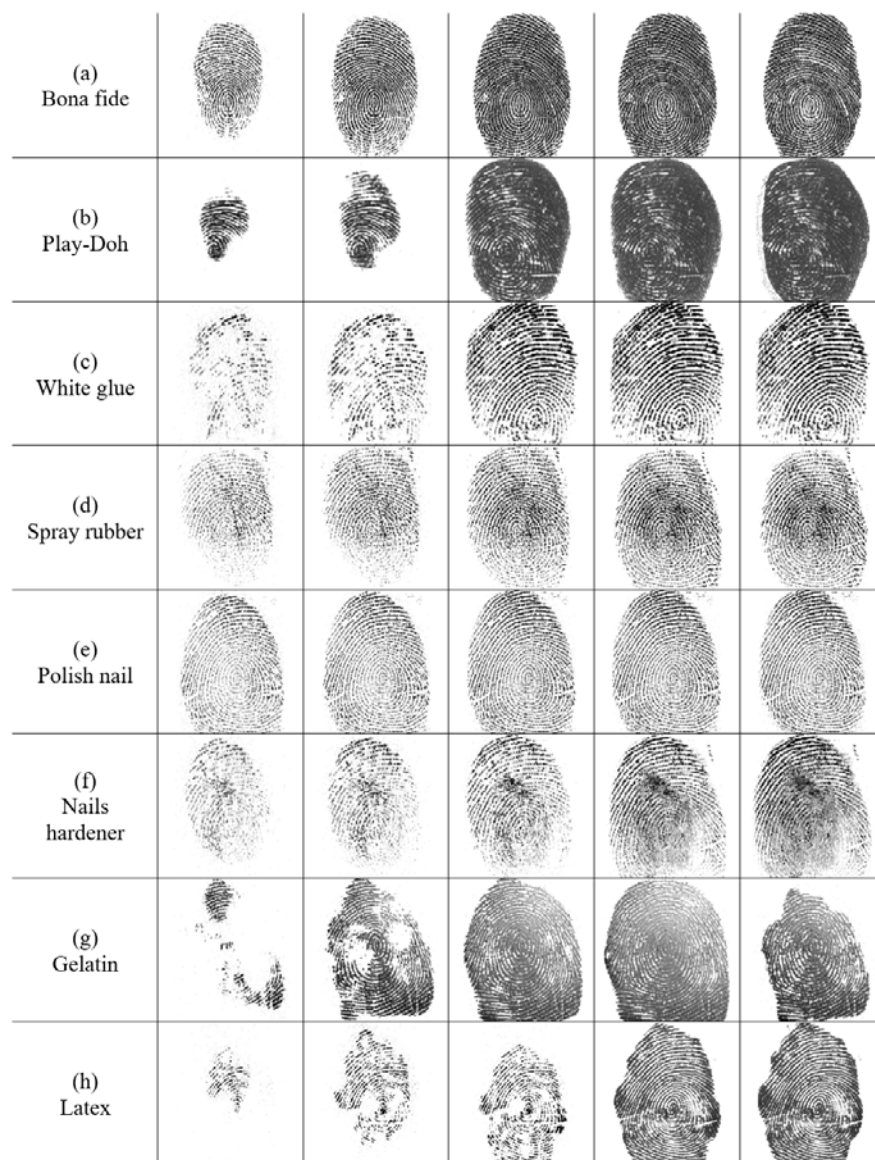 (a)
Bona fide
(b)
Play-Doh
(c)
White glue
(d)
Spray rubber
(e)
Polish nail
(f)
Nails
hardener
(g)
Gelatin
(h)
Latex